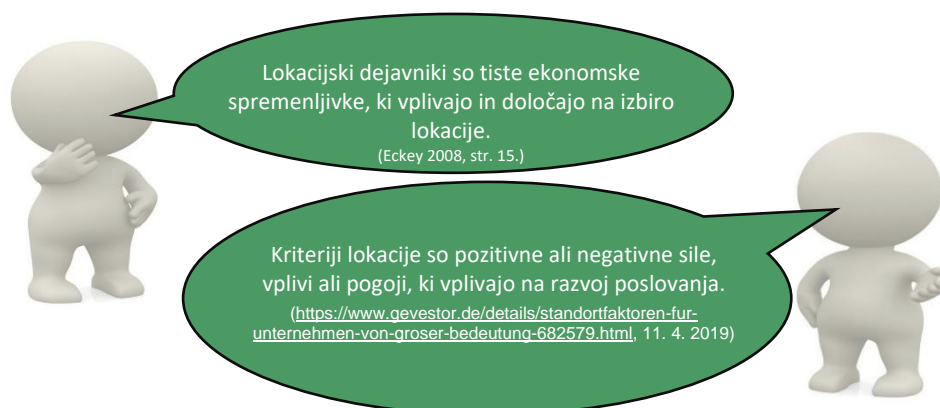 Lokacijski dejavniki so tiste ekonomske
spremenljivke, ki vplivajo in določajo na izbiro
lokacije.
(Eckey 2008, str. 15.)
Kriteriji lokacije so pozitivne ali negativne sile,
vplivi ali pogoji, ki vplivajo na razvoj poslovanja.
(https://www.gevestor.de/details/standortfaktoren-fur-
unternehmen-von-groser-bedeutung-682579.html, 11. 4. 2019)